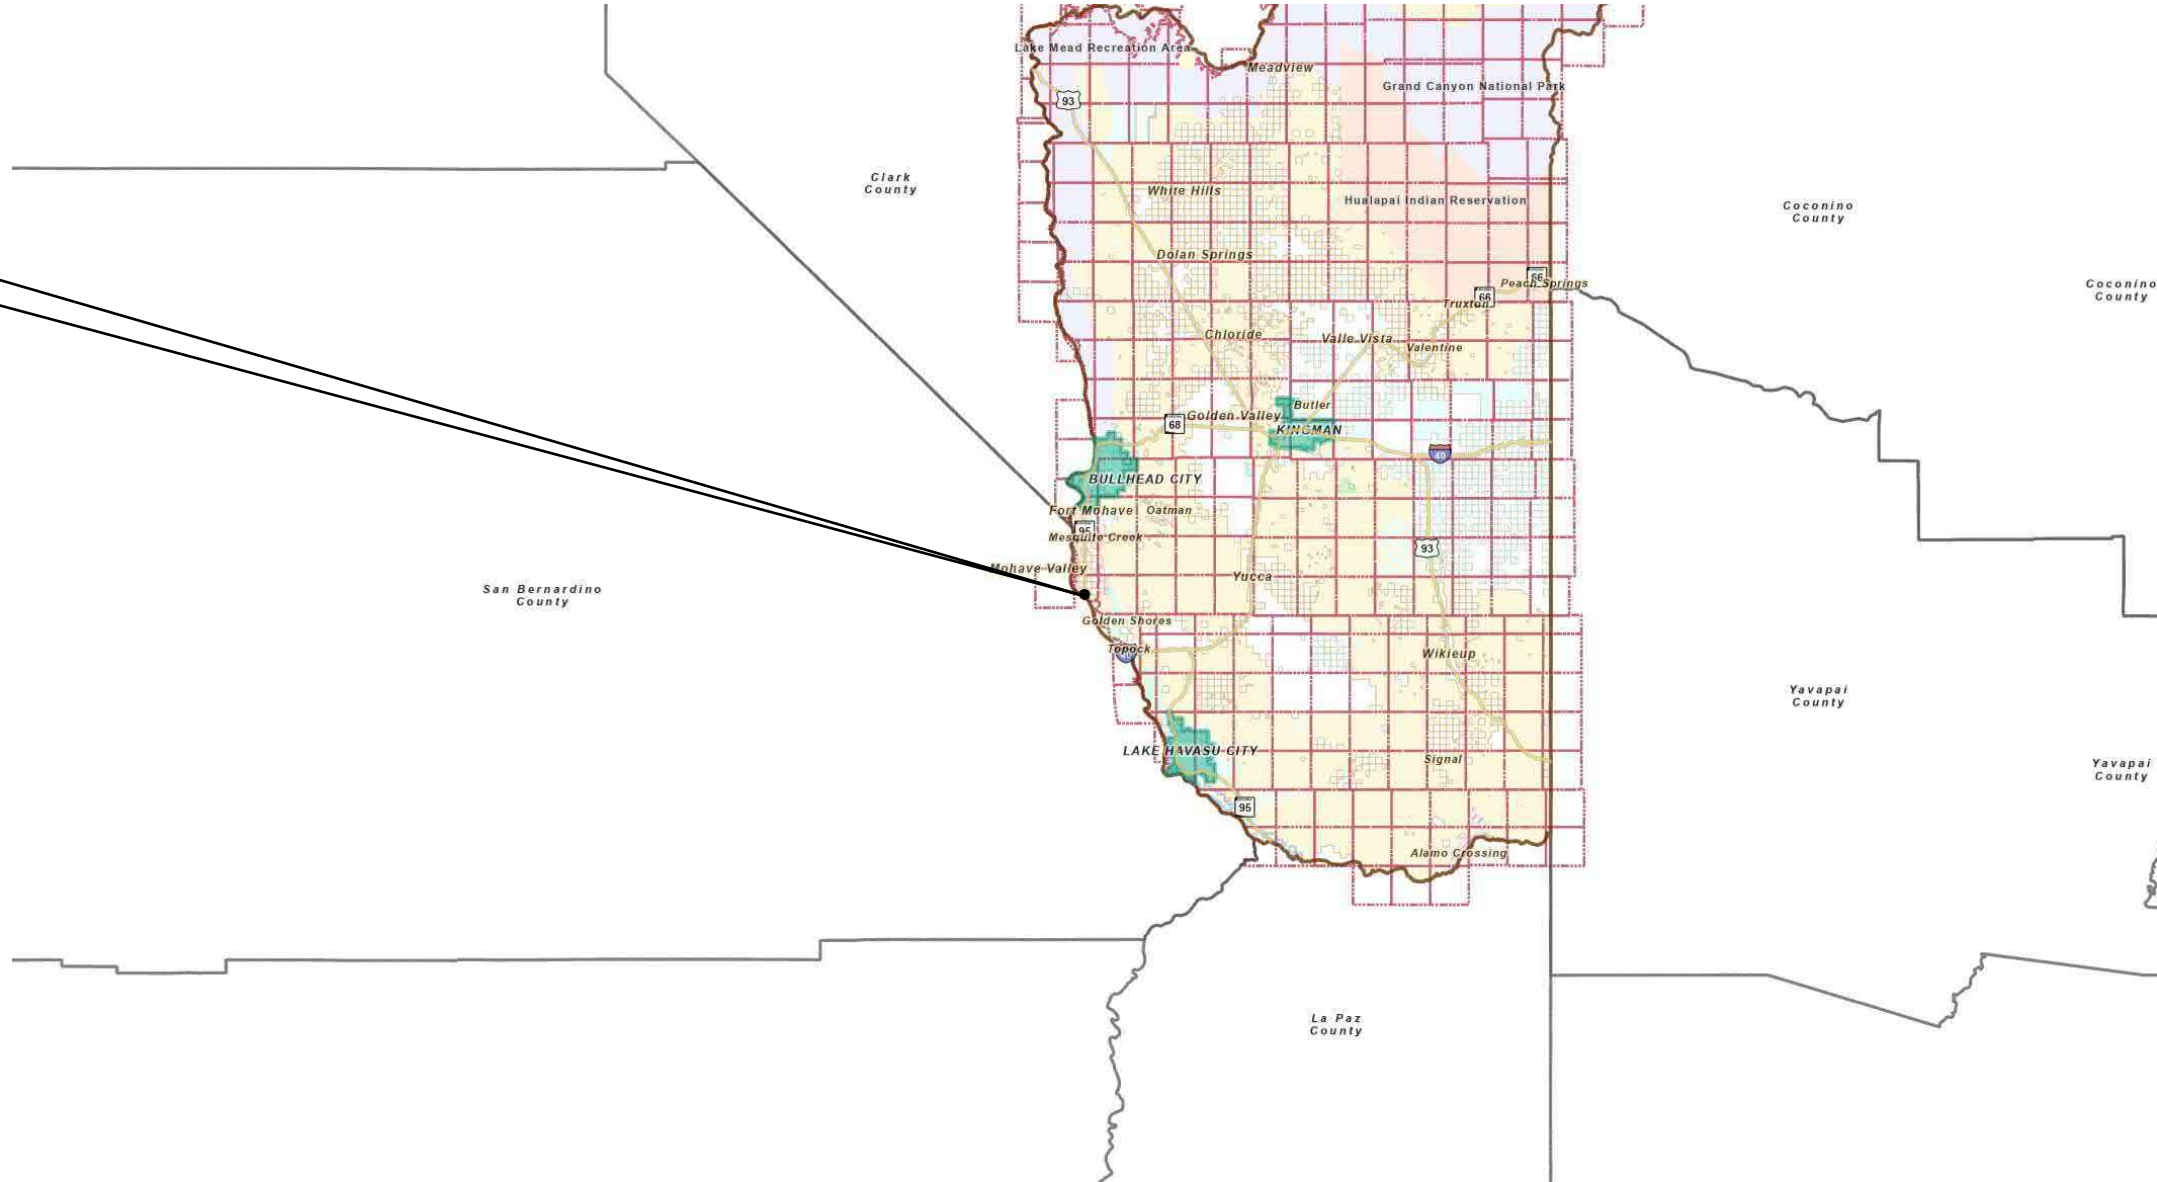 Lake Mead Recreation Area
Meadview
Grand Canyon National Park
93
Clark
County
White Hills
Hualapai Indian Reservation
Coconino
County
Dolan Springs
66
Peach Springs
Coconino
County
66
Truxton
Chloride
Valle Vista
Valentine
Butler
68
Golden Valley
KINGMAN
40
BULLHEAD CITY
Fort Mohave
Oatman
95
Mesquite Creek
93
Mohave Valley
Yucca
San Bernardino
County
Golden Shores
Topock
Wikieup
Yavapai
County
LAKE HAVASU CITY
Signal
Yavapai
County
95
Alamo Crossing
La Paz
County